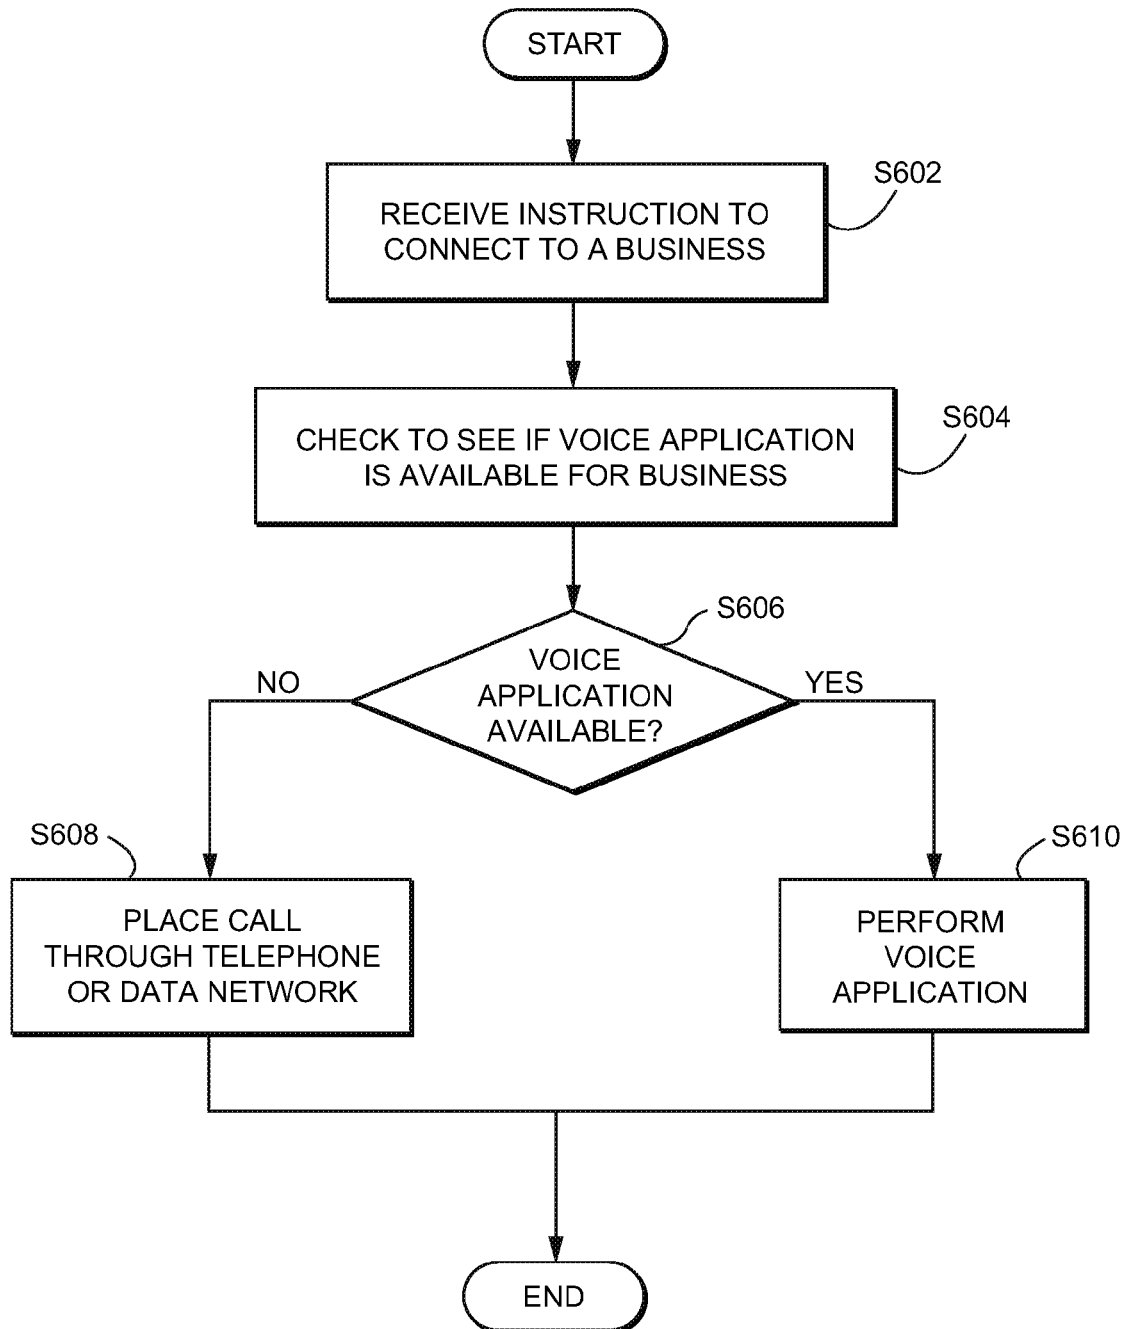 START
S602
RECEIVE INSTRUCTION TO
CONNECT TO A BUSINESS
S604
CHECK TO SEE IF VOICE APPLICATION
IS AVAILABLE FOR BUSINESS
S606
VOICE
APPLICATION
AVAILABLE?
NO
YES
S608
PLACE CALL
THROUGH TELEPHONE
OR DATA NETWORK
S610
PERFORM
VOICE
APPLICATION
END